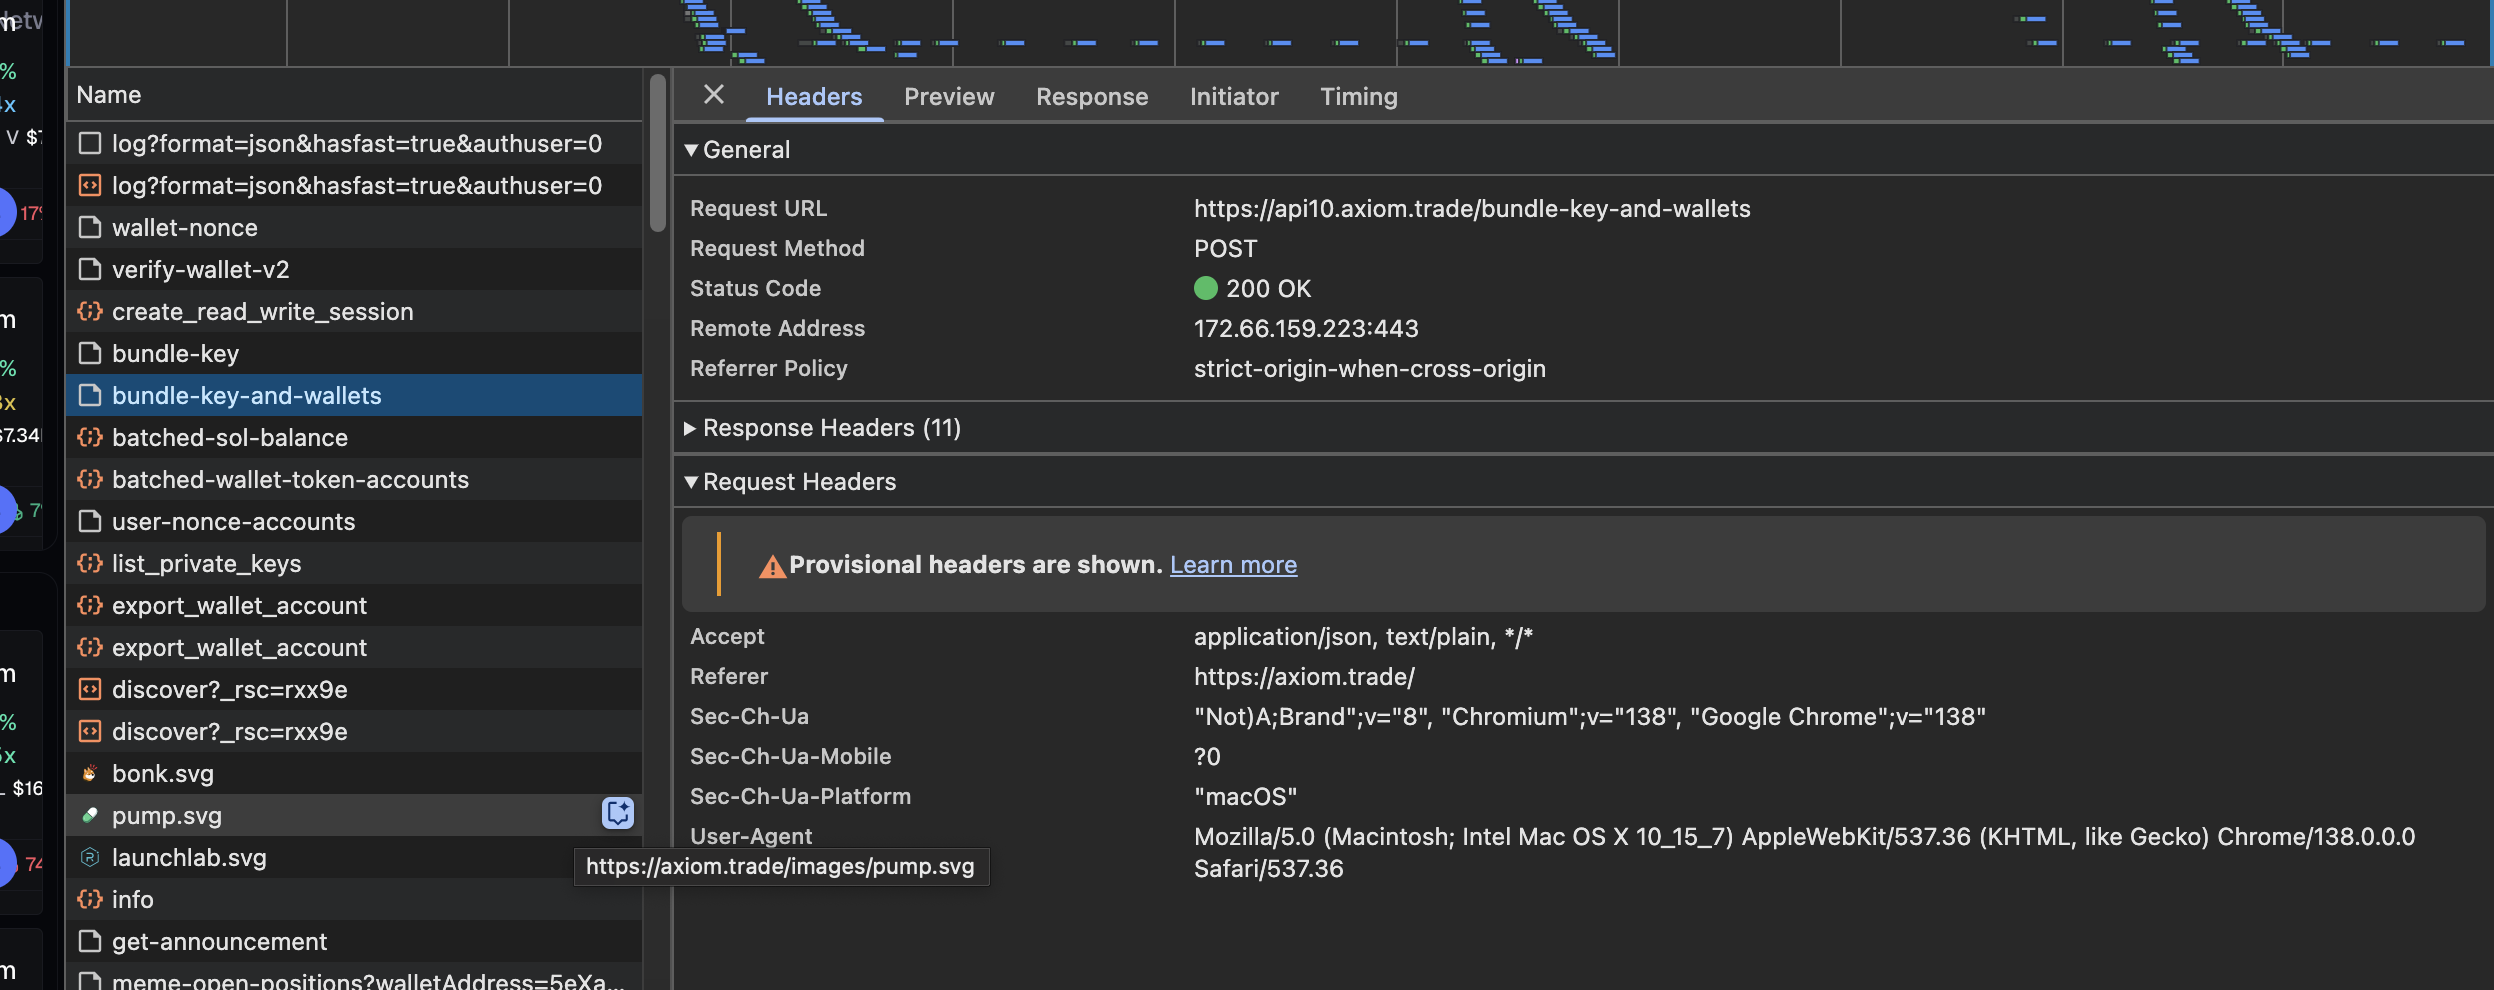 Name
log?format=json&hasfast=true&authuser=0
log?format=json&hasfast=true&authuser=0
wallet-nonce
verify-wallet-v2
create_read_write_session
bundle-key
bundle-key-and-wallets
batched-sol-balance
batched-wallet-token-accounts
user-nonce-accounts
list_private_keys
export_wallet_account
export_wallet_account
discover?_rsc=rxx9e
discover?_rsc=rxx9e
bonk.svg
pump.svg
launchlab.svg
info
get-announcement
meme-open-positions?walletAddress=5eXa...
https://axiom.trade/images/pump.svg
Headers Preview Response Initiator Timing
General
Request URL https://api10.axiom.trade/bundle-key-and-wallets
Request Method POST
Status Code 200 OK
Remote Address 172.66.159.223:443
Referrer Policy strict-origin-when-cross-origin
Response Headers (11)
Request Headers
Provisional headers are shown. Learn more
Accept application/json, text/plain, */*
Referer https://axiom.trade/
Sec-Ch-Ua "Not)A;Brand";v="8", "Chromium";v="138", "Google Chrome";v="138"
Sec-Ch-Ua-Mobile ?0
Sec-Ch-Ua-Platform "macOS"
User-Agent Mozilla/5.0 (Macintosh; Intel Mac OS X 10_15_7) AppleWebKit/537.36 (KHTML, like Gecko) Chrome/138.0.0.0
Safari/537.36